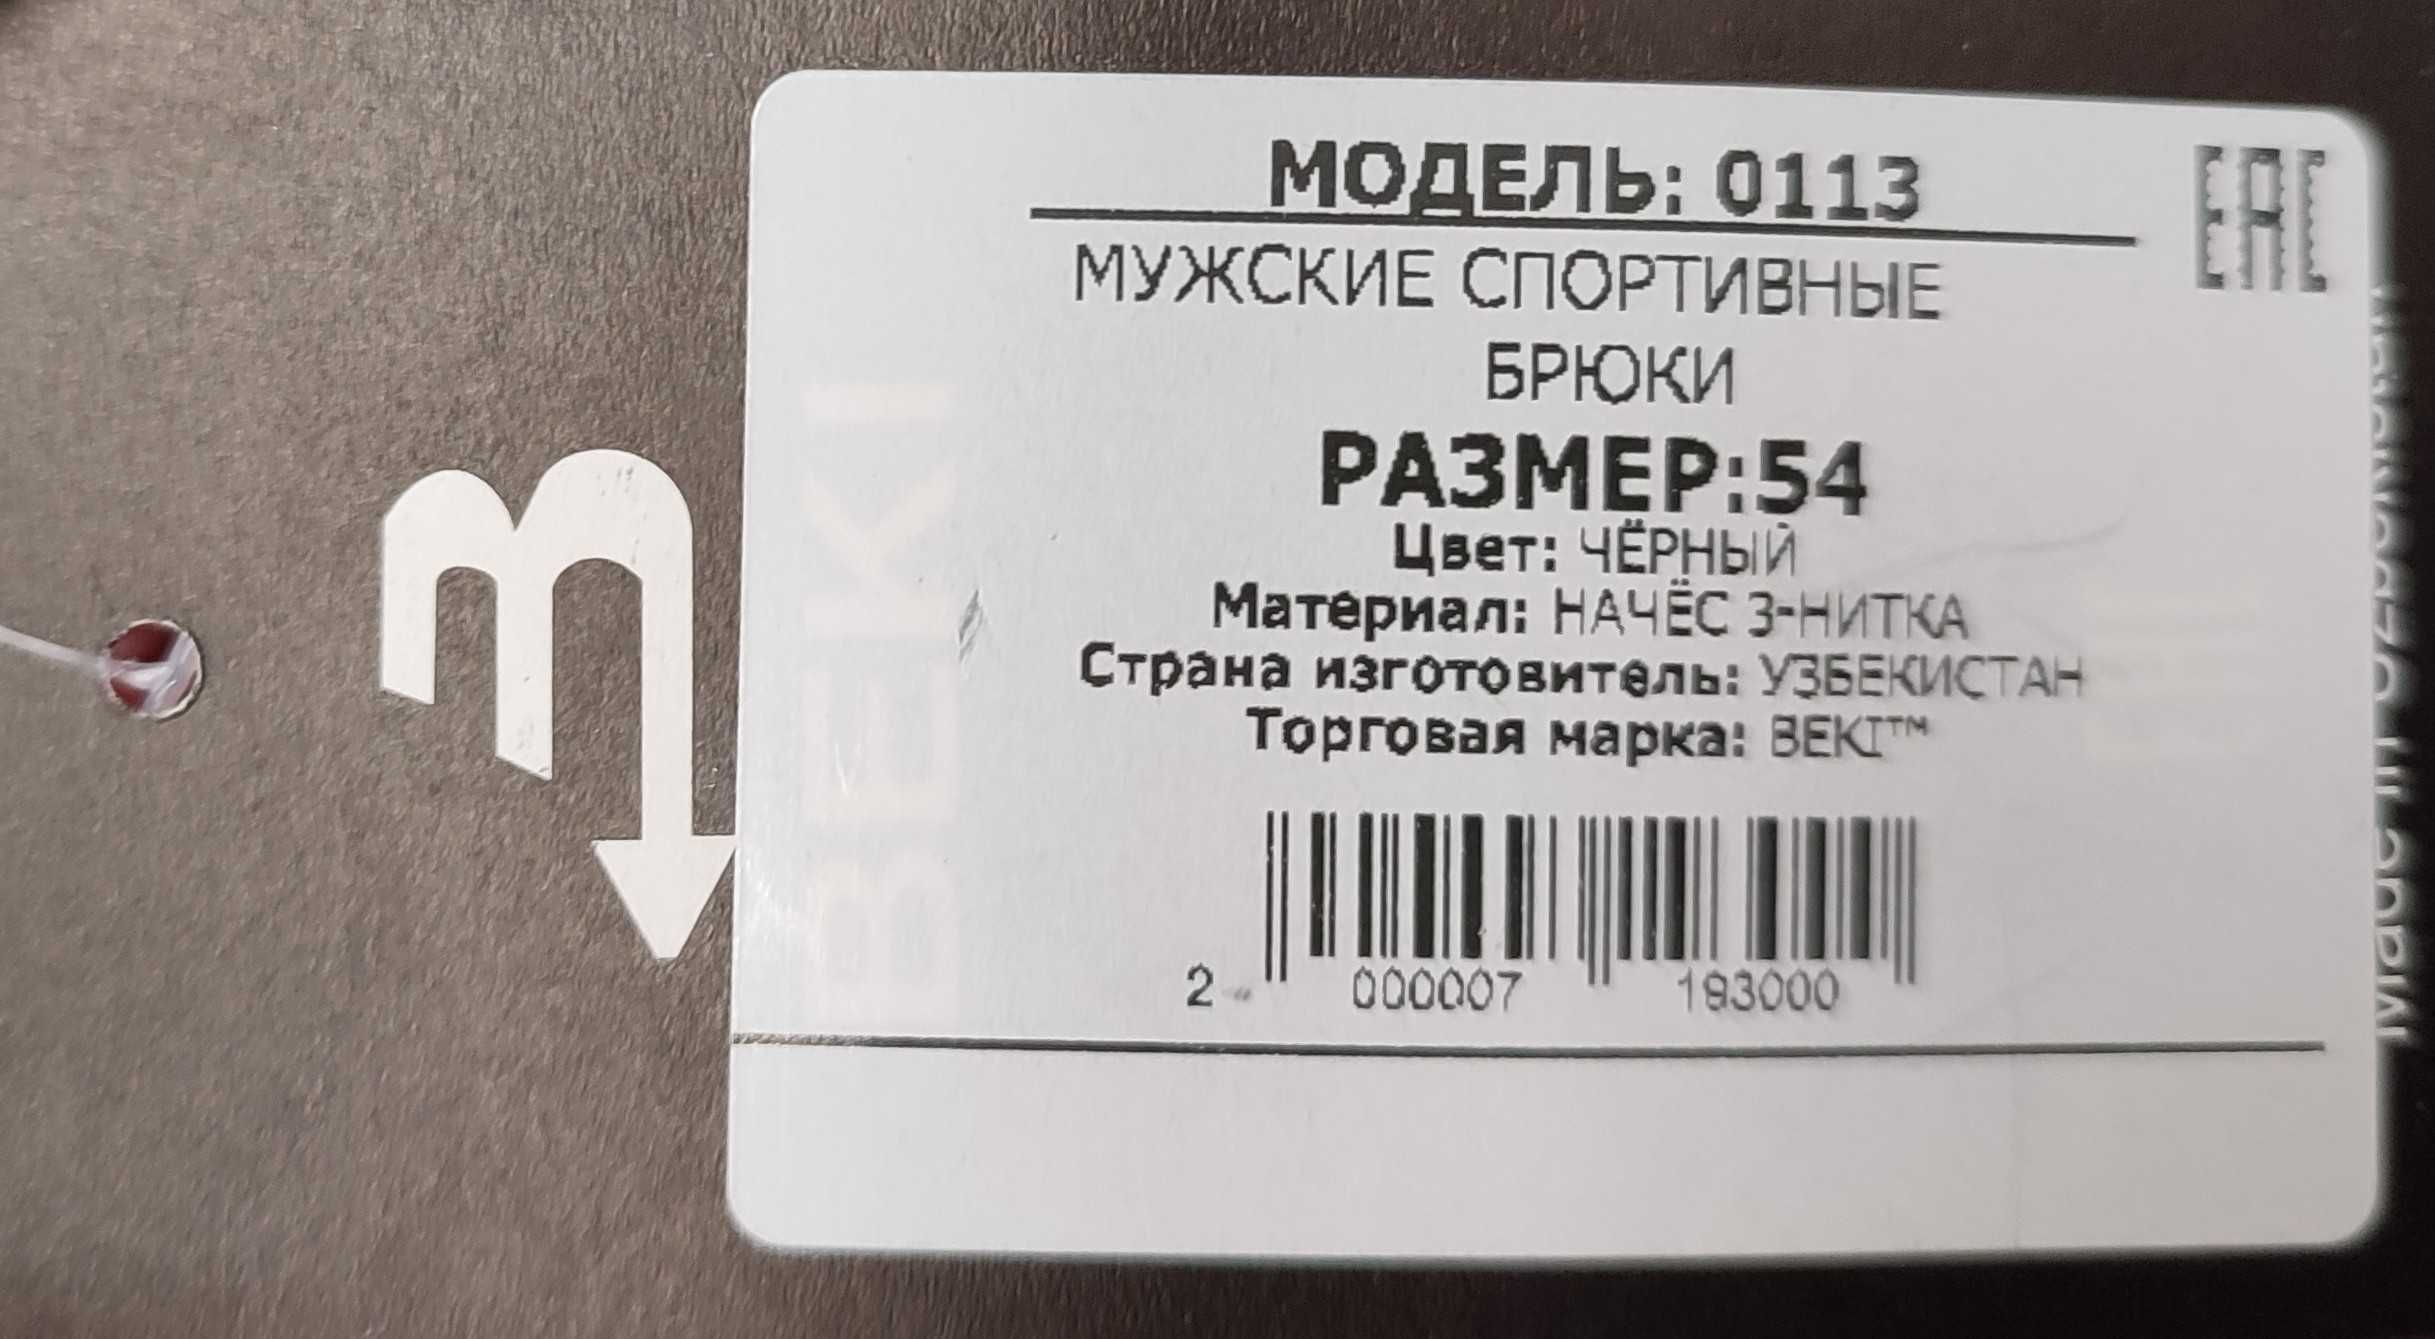 МОДЕЛЬ: 0113
EAC
МУЖСКИЕ СПОРТИВНЫЕ
БРЮКИ
РАЗМЕР:54
Цвет: ЧЁРНЫЙ
Материал: НАЧЁС 3-НИТКА
Страна изготовитель: УЗБЕКИСТАН
Торговая марка: BEKI™
2 000007 193000
BEKI